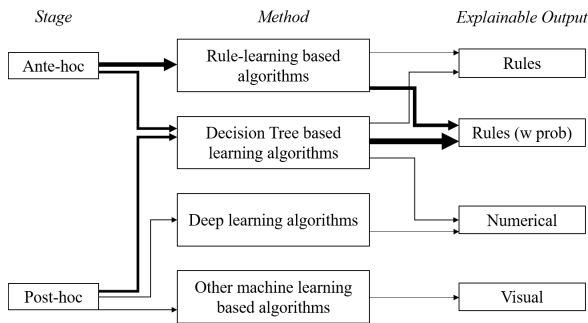 Stage
Method
Explainable Output
Ante-hoc
Rule-learning based
algorithms
Rules
Decision Tree based
learning algorithms
Rules (w prob)
Deep learning algorithms
Numerical
Post-hoc
Other machine learning
based algorithms
Visual